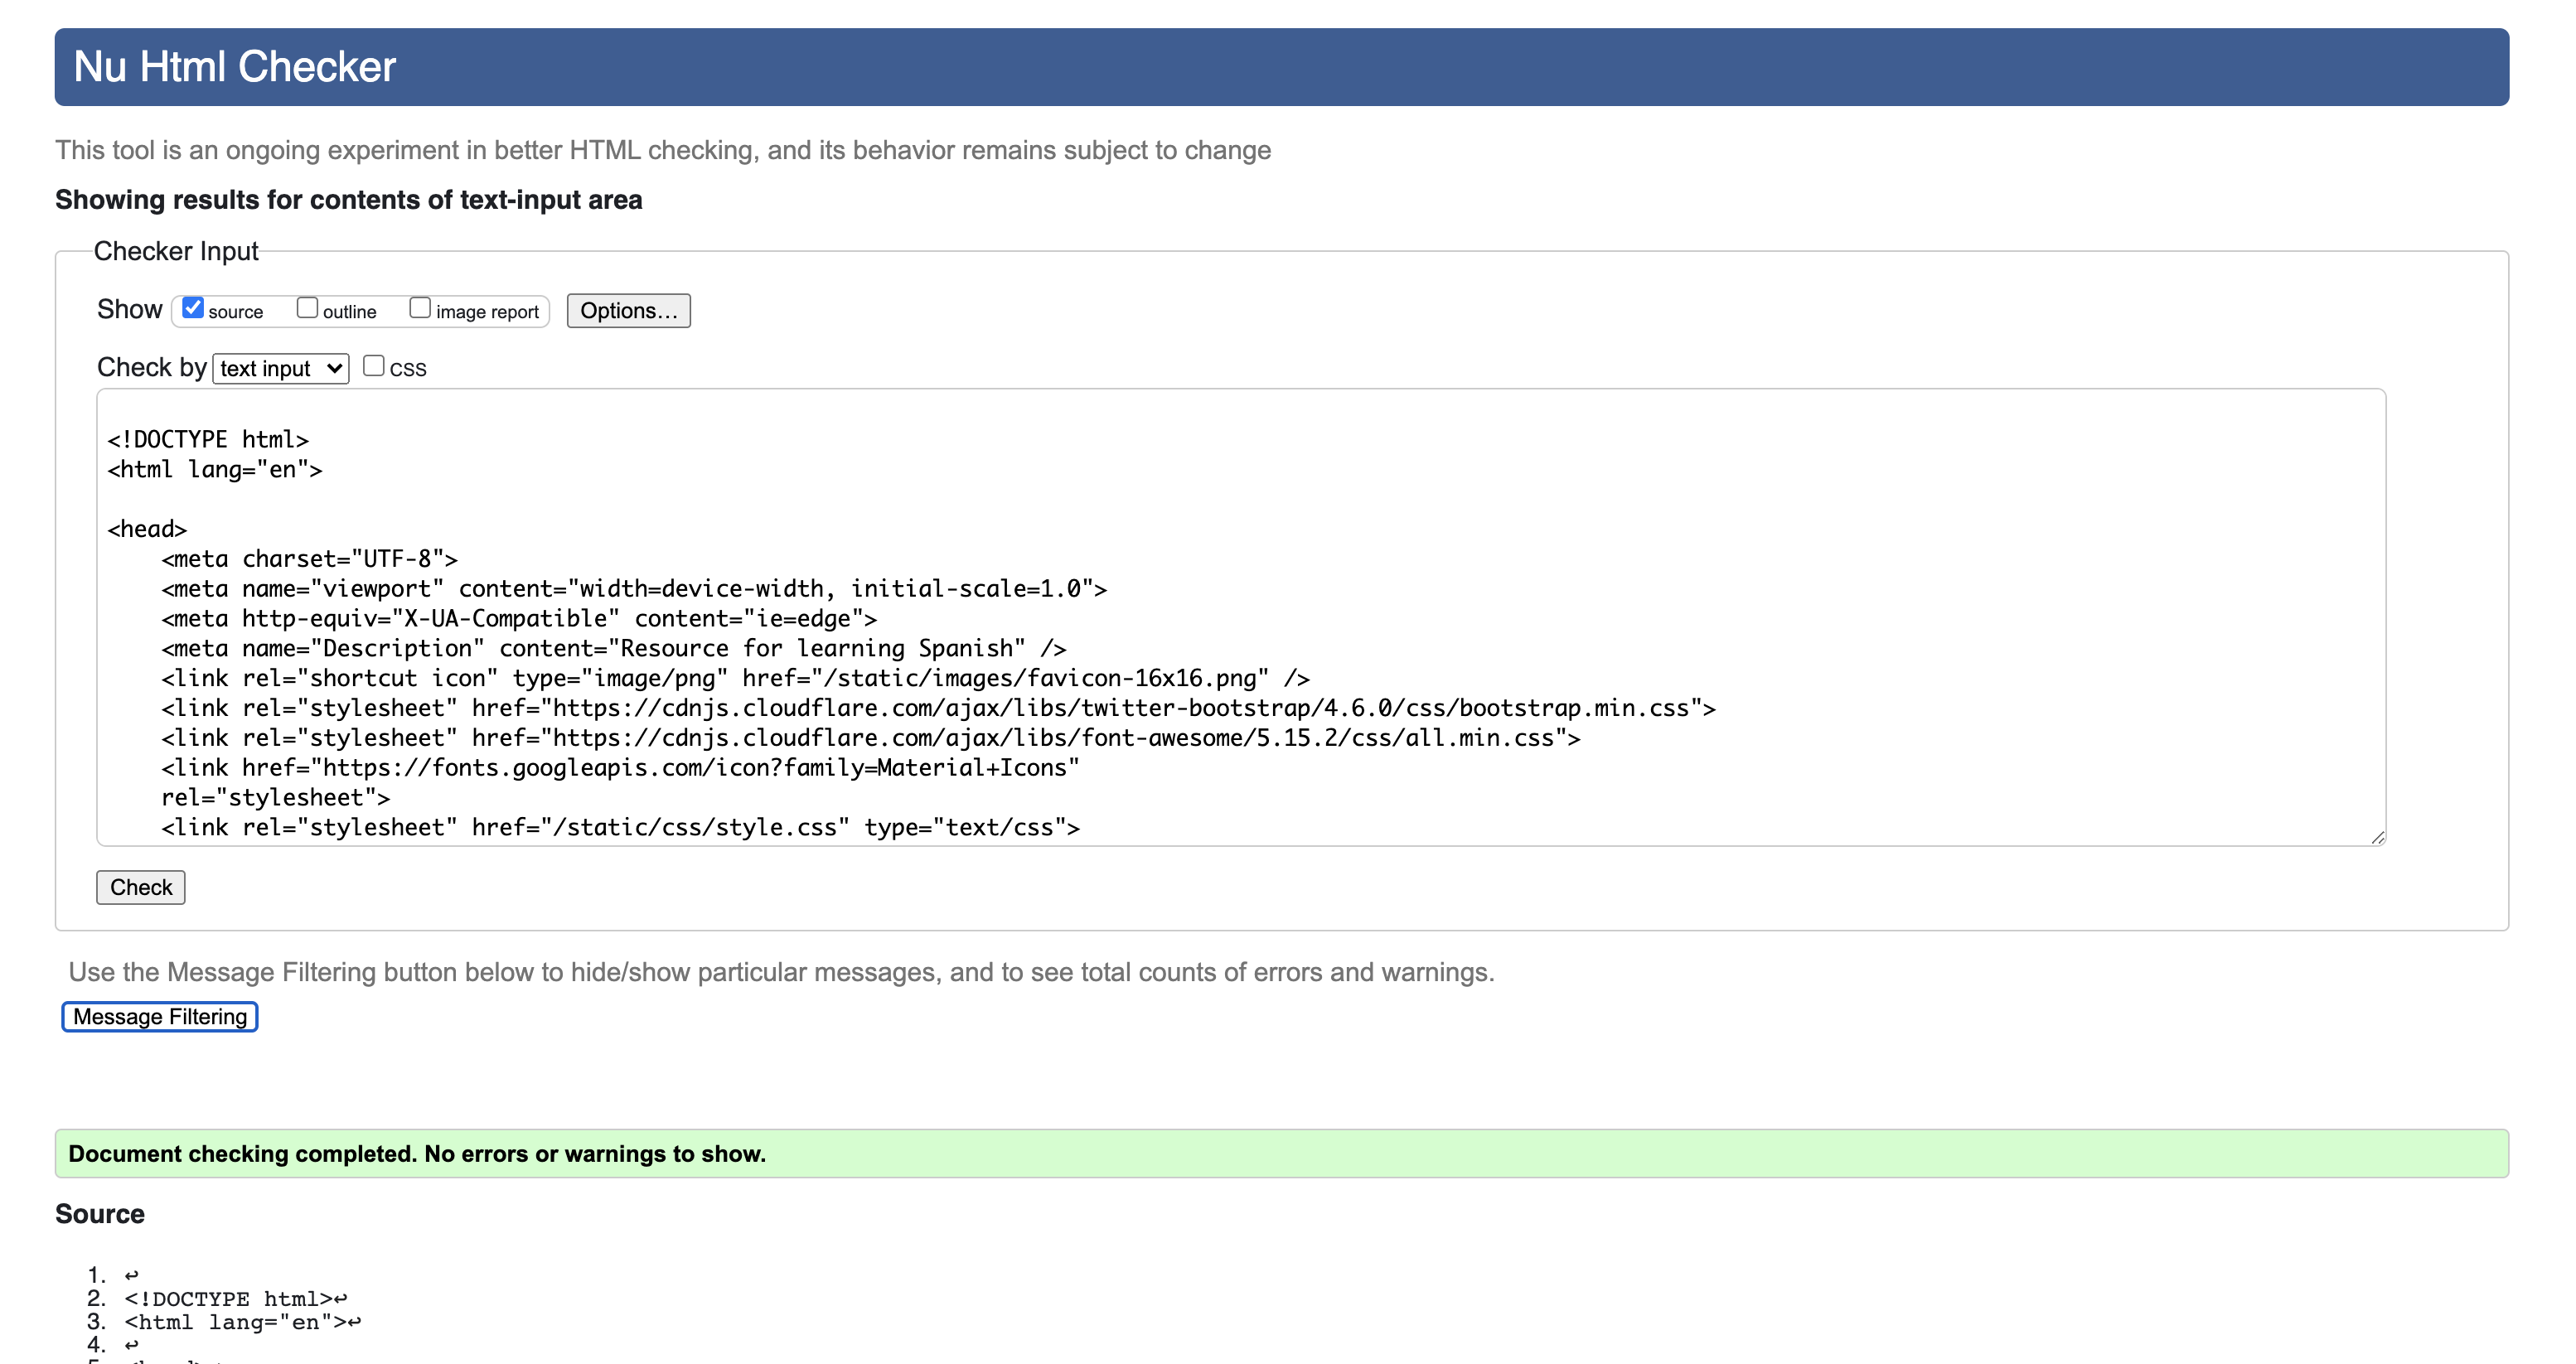 Nu Html Checker
This tool is an ongoing experiment in better HTML checking, and its behavior remains subject to change
Showing results for contents of text-input area
Checker Input
Show source outline image report Options...
Check by text input CSS
<!DOCTYPE html>
<html lang="en">
<head>
<meta charset="UTF-8">
<meta name="viewport" content="width=device-width, initial-scale=1.0">
<meta http-equiv="X-UA-Compatible" content="ie=edge">
<meta name="Description" content="Resource for learning Spanish" />
<link rel="shortcut icon" type="image/png" href="/static/images/favicon-16x16.png" />
<link rel="stylesheet" href="https://cdnjs.cloudflare.com/ajax/libs/twitter-bootstrap/4.6.0/css/bootstrap.min.css">
<link rel="stylesheet" href="https://cdnjs.cloudflare.com/ajax/libs/font-awesome/5.15.2/css/all.min.css">
<link href="https://fonts.googleapis.com/icon?family=Material+Icons"
rel="stylesheet">
<link rel="stylesheet" href="/static/css/style.css" type="text/css">
Check
Use the Message Filtering button below to hide/show particular messages, and to see total counts of errors and warnings.
Message Filtering
Document checking completed. No errors or warnings to show.
Source
1. ↩
2. <!DOCTYPE html>↩
3. <html lang="en">↩
4. ↩